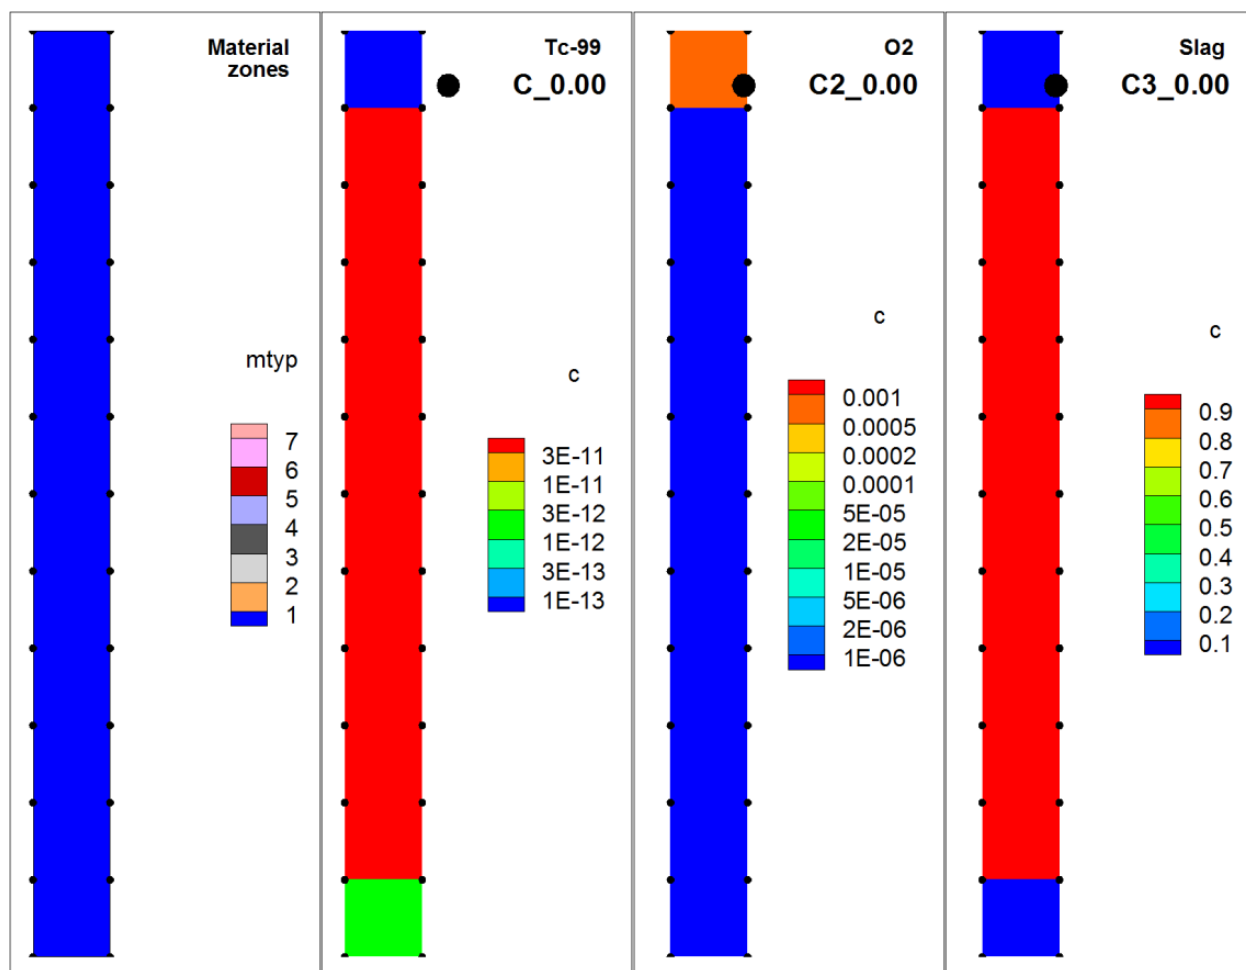 Material
zones
mtyp
7
6
5
4
3
2
1
Tc-99
C_0.00
c
3E-11
1E-11
3E-12
1E-12
3E-13
1E-13
O2
C2_0.00
c
0.001
0.0005
0.0002
0.0001
5E-05
2E-05
1E-05
5E-06
2E-06
1E-06
Slag
C3_0.00
c
0.9
0.8
0.7
0.6
0.5
0.4
0.3
0.2
0.1